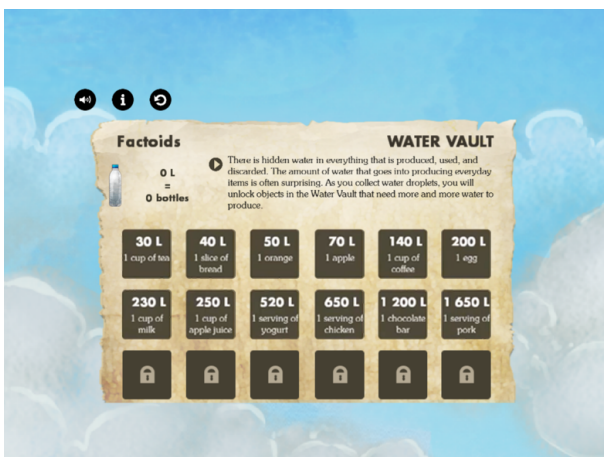 Factoids
WATER VAULT
0 L
=
0 bottles
There is hidden water in everything that is produced, used, and
discarded. The amount of water that goes into producing everyday
items is often surprising. As you collect water droplets, you will
unlock objects in the Water Vault that need more and more water to
produce.
30 L
1 cup of tea
40 L
1 slice of
bread
50 L
1 orange
70 L
1 apple
140 L
1 cup of
coffee
200 L
1 egg
230 L
1 cup of
milk
250 L
1 cup of
apple juice
520 L
1 serving of
yogurt
650 L
1 serving of
chicken
1 200 L
1 chocolate
bar
1 650 L
1 serving of
pork